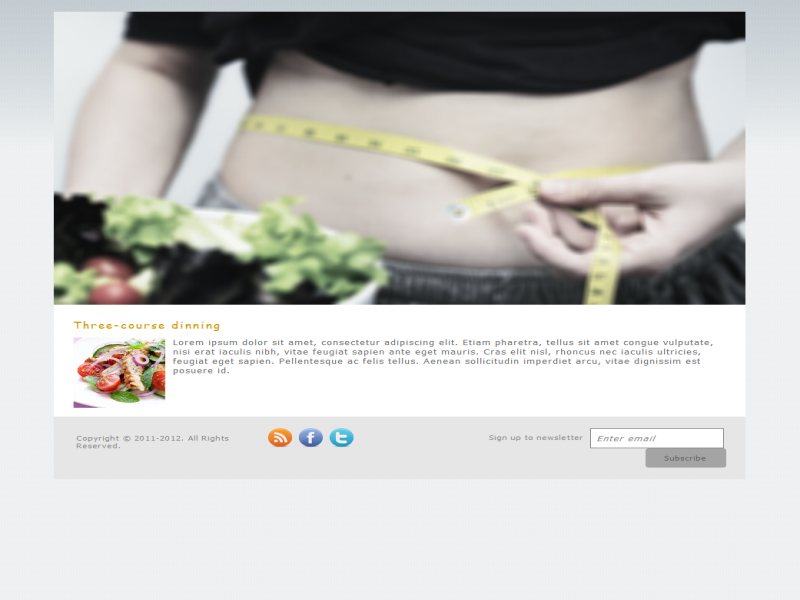 Three-course dinning
Lorem ipsum dolor sit amet, consectetur adipiscing elit. Etiam pharetra, tellus sit amet congue vulputate,
nisi erat iaculis nibh, vitae feugiat sapien ante eget mauris. Cras elit nisl, rhoncus nec iaculis ultricies,
feugiat eget sapien. Pellentesque ac felis tellus. Aenean sollicitudin imperdiet arcu, vitae dignissim est
posuere id.
Copyright © 2011-2012. All Rights
Reserved.
Sign up to newsletter
Enter email
Subscribe